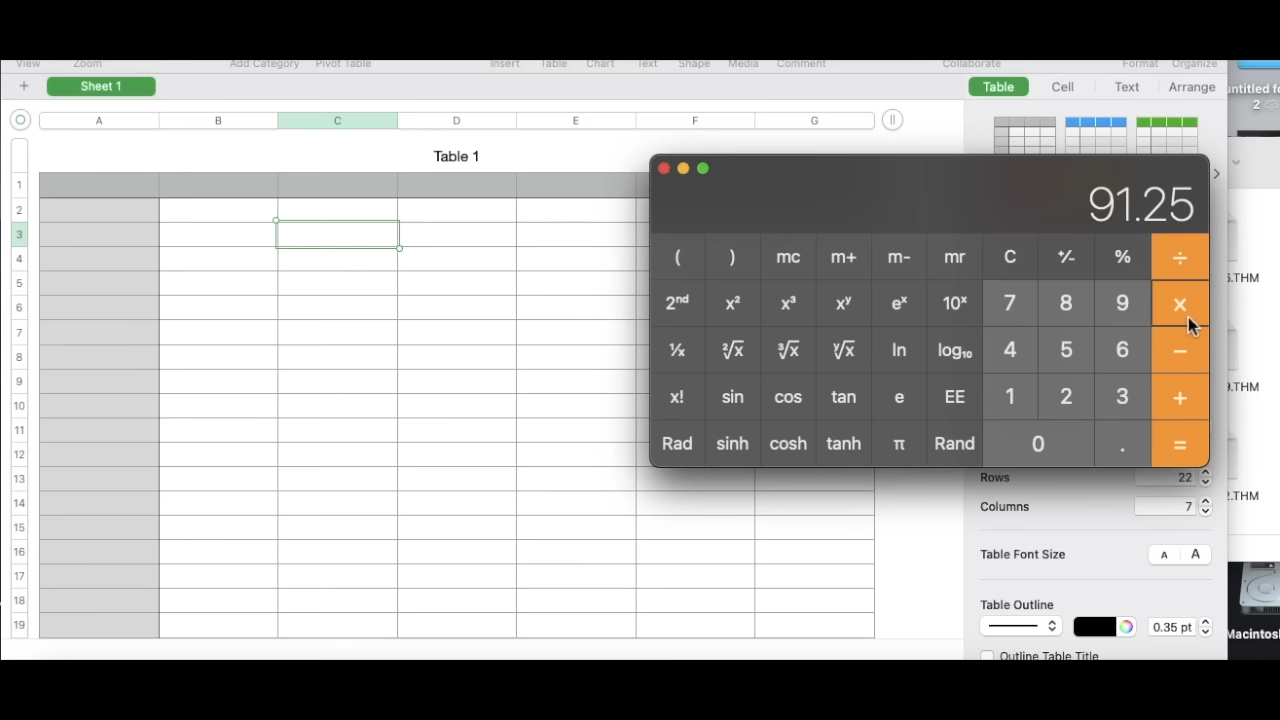 View Zoom Add Category Pivot Table Insert Table Chart Text Shape Media Comment Collaborate Format Organize
+ Sheet 1 Table Cell Text Arrange
untitled fo
2
A B C D E F G
Table 1
1
2
3
4
5
6
7
8
9
10
11
12
13
14
15
16
17
18
19
91.25
( ) mc m+ m- mr C +⁄- % ÷
2nd x² x³ xʸ eˣ 10ˣ 7 8 9 ×
¹⁄x ²√x ³√x ʸ√x ln log₁₀ 4 5 6 −
x! sin cos tan e EE 1 2 3 +
Rad sinh cosh tanh π Rand 0 . =
.THM
.THM
.THM
Rows 22
Columns 7
Table Font Size A A
Table Outline
0.35 pt
Outline Table Title
Macintosh